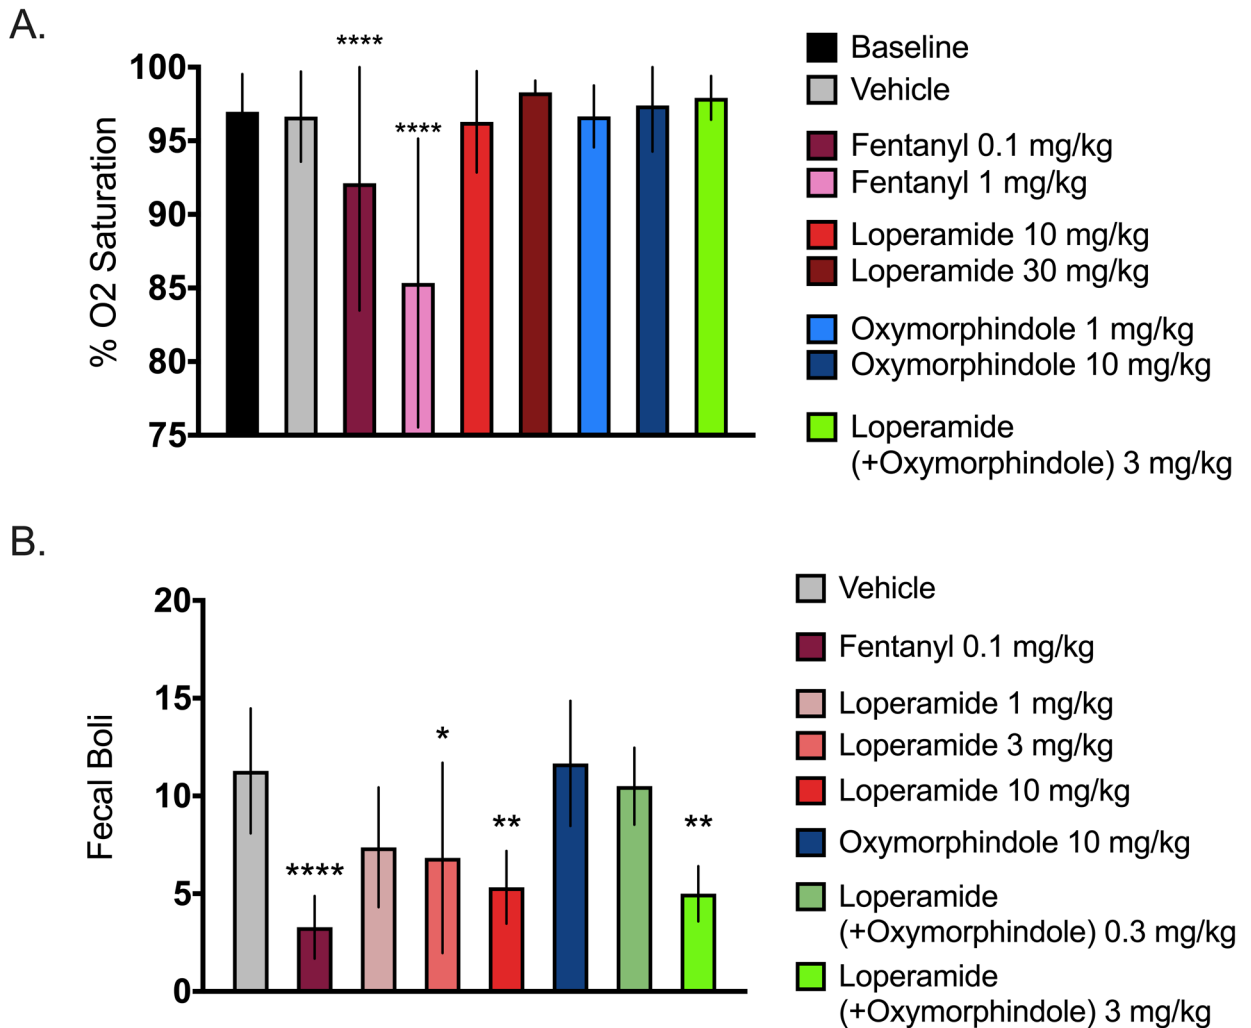 A.
% O2 Saturation
100
95
90
85
80
75
****
****
Baseline
Vehicle
Fentanyl 0.1 mg/kg
Fentanyl 1 mg/kg
Loperamide 10 mg/kg
Loperamide 30 mg/kg
Oxymorphindole 1 mg/kg
Oxymorphindole 10 mg/kg
Loperamide
(+Oxymorphindole) 3 mg/kg
B.
Fecal Boli
20
15
10
5
0
****
*
**
**
Vehicle
Fentanyl 0.1 mg/kg
Loperamide 1 mg/kg
Loperamide 3 mg/kg
Loperamide 10 mg/kg
Oxymorphindole 10 mg/kg
Loperamide
(+Oxymorphindole) 0.3 mg/kg
Loperamide
(+Oxymorphindole) 3 mg/kg